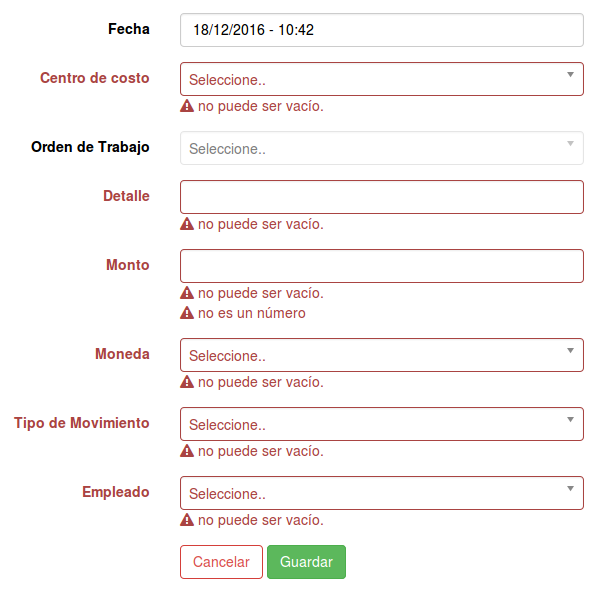 Fecha 18/12/2016 - 10:42
Centro de costo Seleccione..
no puede ser vacío.
Orden de Trabajo Seleccione..
Detalle
no puede ser vacío.
Monto
no puede ser vacío.
no es un número
Moneda Seleccione..
no puede ser vacío.
Tipo de Movimiento Seleccione..
no puede ser vacío.
Empleado Seleccione..
no puede ser vacío.
Cancelar Guardar